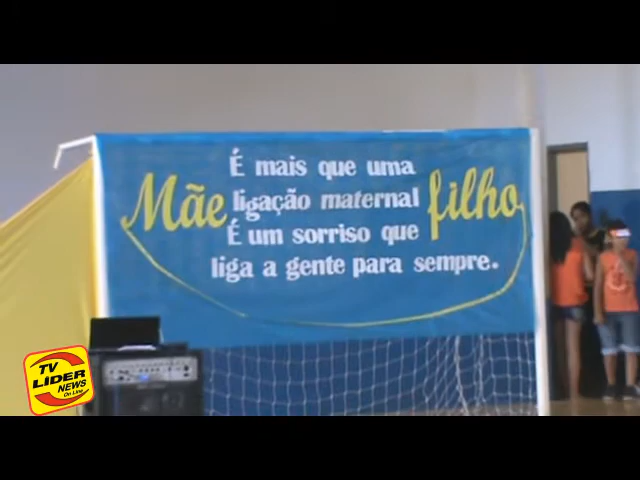 É mais que uma
Mãe ligação maternal filho
É um sorriso que
liga a gente para sempre.
TV
LIDER
NEWS
On Line